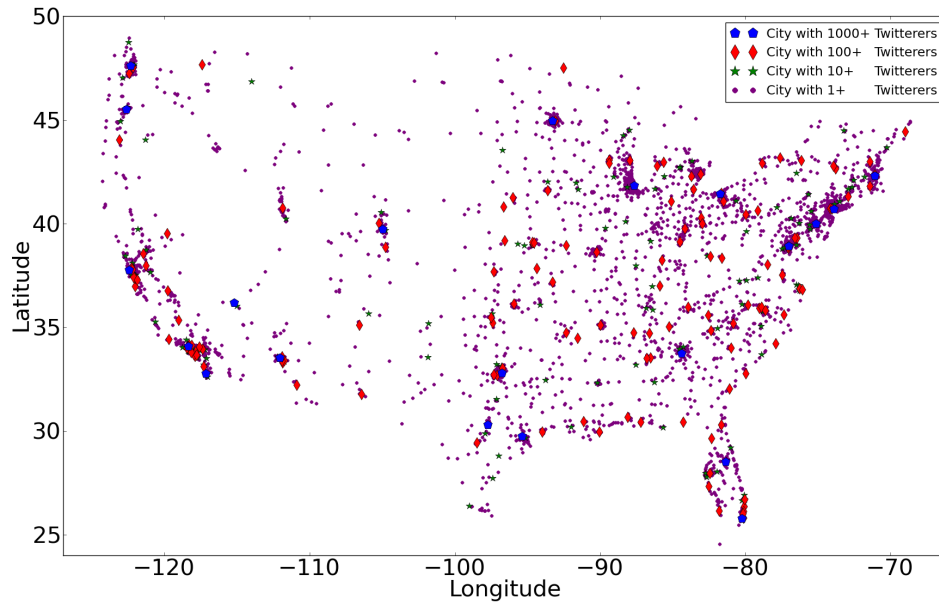 50
45
40
35
30
25
Latitude
−120
−110
−100
−90
−80
−70
Longitude
City with 1000+ Twitterers
City with 100+ Twitterers
City with 10+ Twitterers
City with 1+ Twitterers